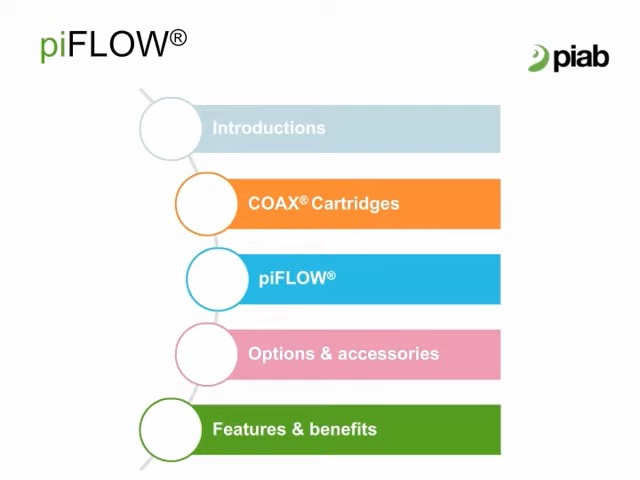 piFLOW®
piab
Introductions
COAX® Cartridges
piFLOW®
Options & accessories
Features & benefits